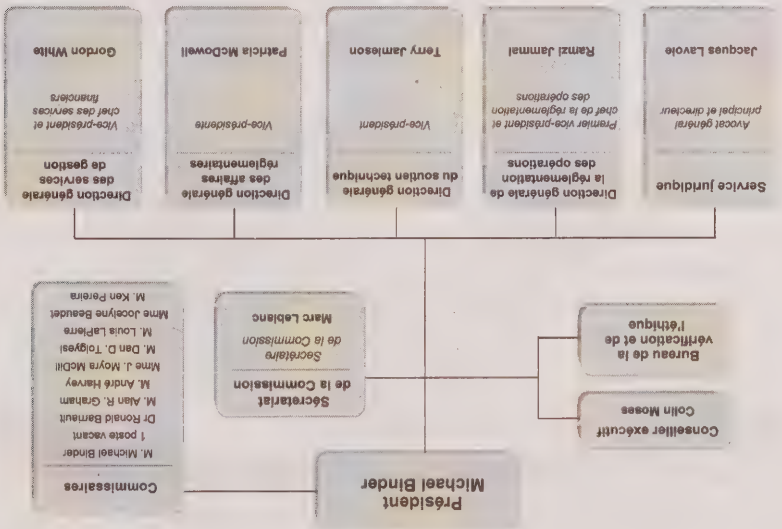 Président
Michael Binder
Commissaires
M. Michael Binder
1 poste vacant
Dr Ronald Barriault
M. Alan R. Graham
M. André Harvey
Mme J. Moyra McDill
M. Dan D. Tolgyesi
M. Louis LaPierre
Mme Jocelyne Beaudet
M. Ken Pereira
Conseiller exécutif
Colin Moses
Bureau de la
vérification et de
l'éthique
Sécrétariat
de la Commission
Secrétaire
de la Commission
Marc Leblanc
Service juridique
Avocat général
principal et directeur
Jacques Lavoie
Direction générale de
la réglementation
des opérations
Premier vice-président et
chef de la réglementation
des opérations
Ramzi Jammal
Direction générale
du soutien technique
Vice-président
Terry Jamieson
Direction générale
des affaires
réglementaires
Vice-présidente
Patricia McDowell
Direction générale
des services
de gestion
Vice-président et
chef des services
financiers
Gordon White